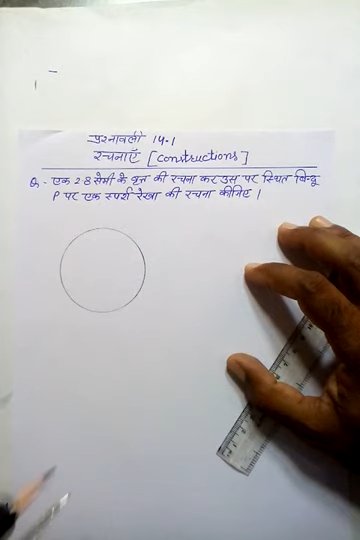 प्रश्नावली 14.1
रचनाएँ [Constructions]
Q - एक 2.8 सेमी के वृत्त की रचना कर उस पर स्थित बिन्दू
P पर एक स्पर्श रेखा की रचना कीजिए ।